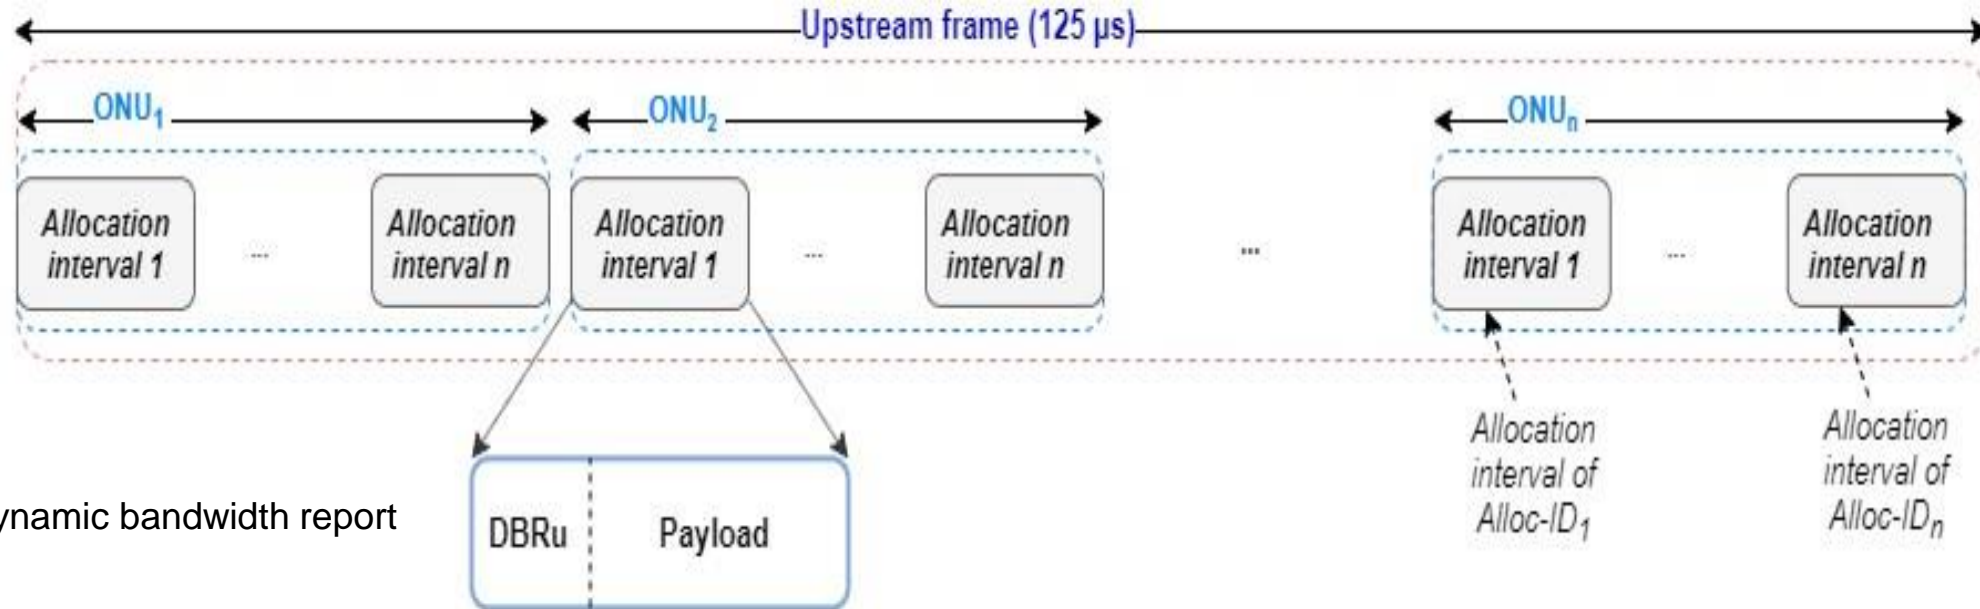 Upstream frame (125 µs)
ONU1
ONU2
ONUn
Allocation
interval 1
...
Allocation
interval n
Allocation
interval 1
...
Allocation
interval n
...
Allocation
interval 1
...
Allocation
interval n
Allocation
interval of
Alloc-ID1
Allocation
interval of
Alloc-IDn
ynamic bandwidth report
DBRu
Payload